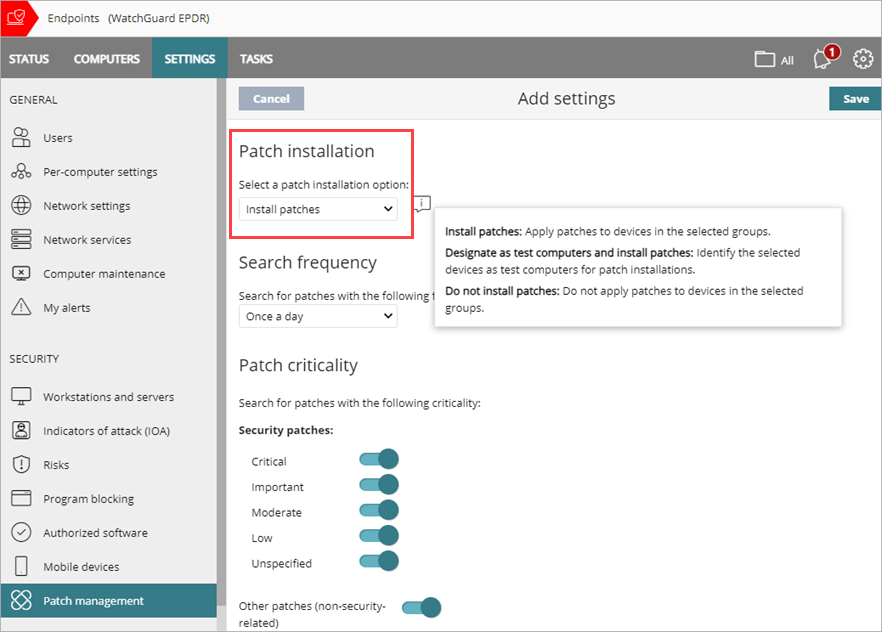 Endpoints (WatchGuard EPDR)
STATUS COMPUTERS SETTINGS TASKS All 1
GENERAL
Users
Per-computer settings
Network settings
Network services
Computer maintenance
My alerts
SECURITY
Workstations and servers
Indicators of attack (IOA)
Risks
Program blocking
Authorized software
Mobile devices
Patch management
Cancel Add settings Save
Patch installation
Select a patch installation option:
Install patches
Install patches: Apply patches to devices in the selected groups.
Designate as test computers and install patches: Identify the selected
devices as test computers for patch installations.
Do not install patches: Do not apply patches to devices in the selected
groups.
Search frequency
Search for patches with the following
Once a day
Patch criticality
Search for patches with the following criticality:
Security patches:
Critical
Important
Moderate
Low
Unspecified
Other patches (non-security-
related)